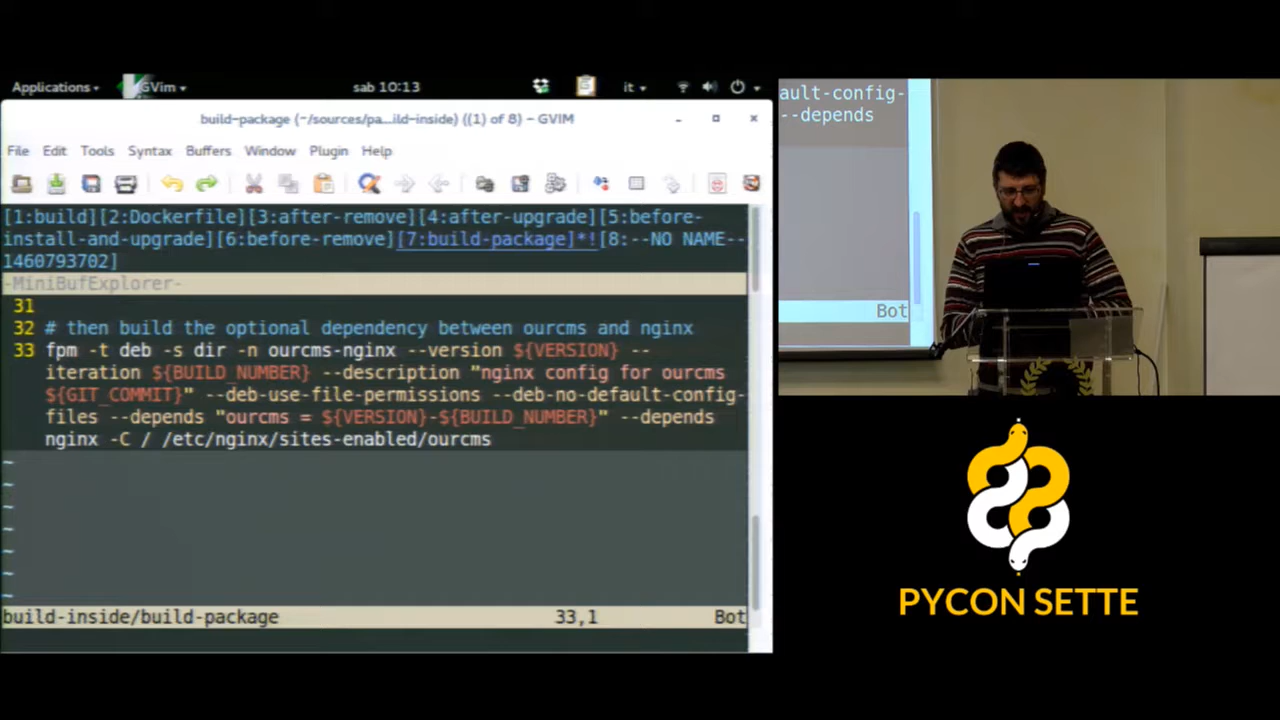 Applications
GVim
sab 10:13
it
build-package (~/sources/pa...ild-inside) ((1) of 8) - GVIM
File Edit Tools Syntax Buffers Window Plugin Help
[1:build][2:Dockerfile][3:after-remove][4:after-upgrade][5:before-
install-and-upgrade][6:before-remove][7:build-package]*![8:--NO NAME--
1460793702]
-MiniBufExplorer-
31
32 # then build the optional dependency between ourcms and nginx
33 fpm -t deb -s dir -n ourcms-nginx --version ${VERSION} --
iteration ${BUILD_NUMBER} --description "nginx config for ourcms
${GIT_COMMIT}" --deb-use-file-permissions --deb-no-default-config-
files --depends "ourcms = ${VERSION}-${BUILD_NUMBER}" --depends
nginx -C / /etc/nginx/sites-enabled/ourcms
~
~
~
~
~
~
~
build-inside/build-package 33,1 Bot
ault-config-
--depends
Bot
PYCON SETTE